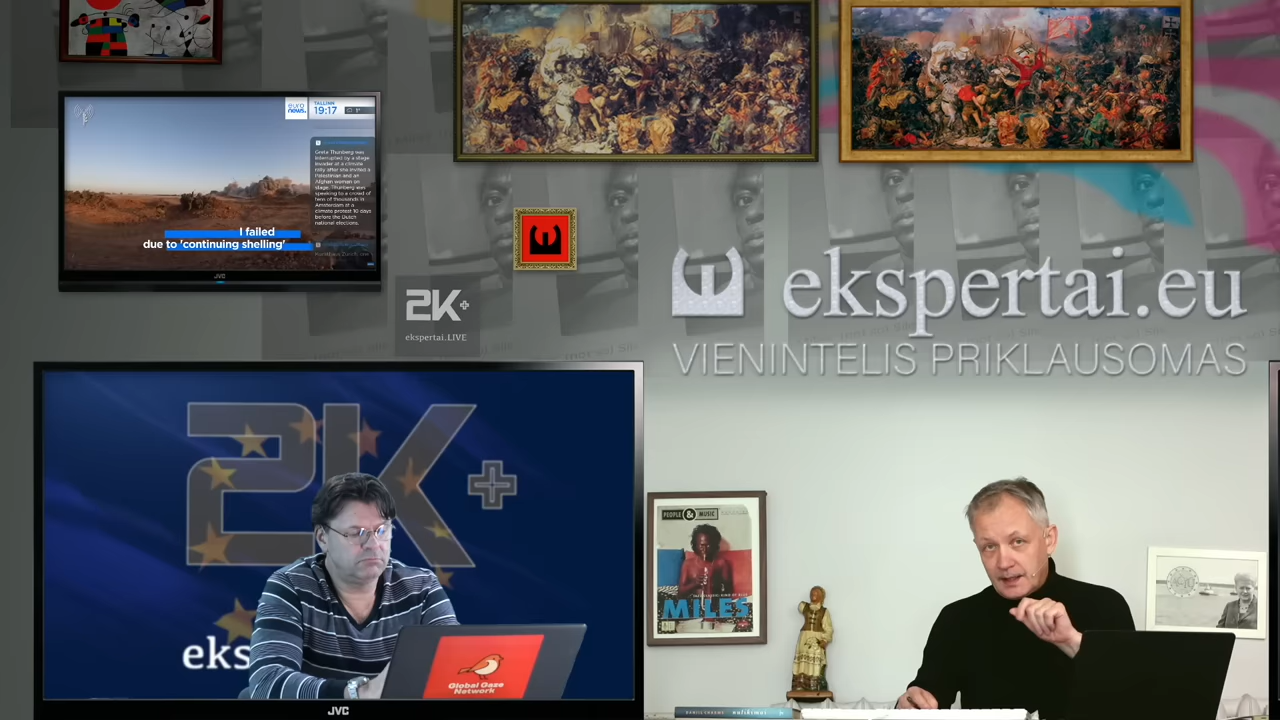 euro
news.
TALLINN
19:17
Greta Thunberg was
interrupted by a stage
invader at a climate
rally after she invited a
Palestinian and an
Afghan woman on
stage. Thunberg was
speaking to a crowd of
tens of thousands in
Amsterdam at a
climate protest 10 days
before the Dutch
national elections.
I failed
due to 'continuing shelling'
JVC
2K+
ekspertai.LIVE
ekspertai.eu
VIENINTELIS PRIKLAUSOMAS
2K+
eks
Global Gaze
Network
JVC
PEOPLE & MUSIC
MILES